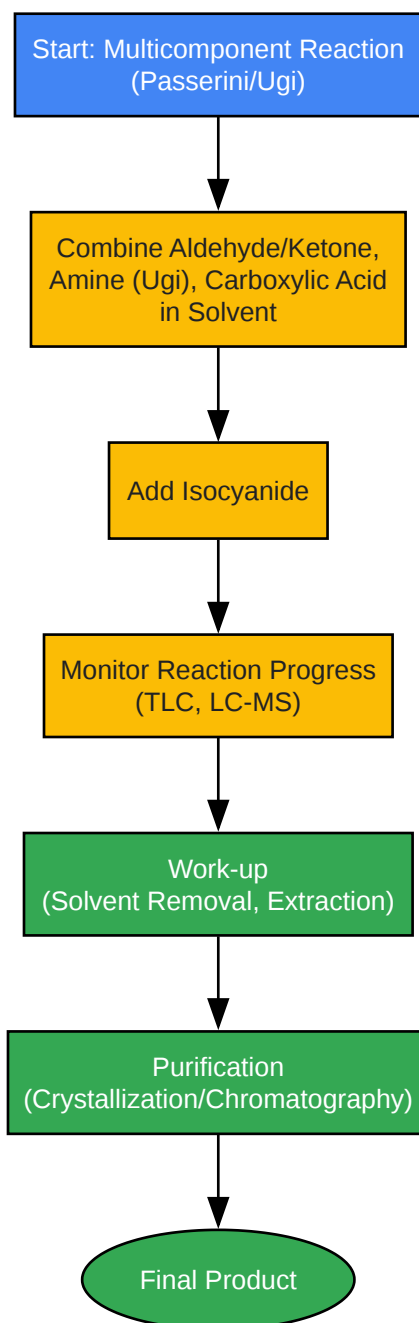 Start: Multicomponent Reaction
(Passerini/Ugi)
Combine Aldehyde/Ketone,
Amine (Ugi), Carboxylic Acid
in Solvent
Add Isocyanide
Monitor Reaction Progress
(TLC, LC-MS)
Work-up
(Solvent Removal, Extraction)
Purification
(Crystallization/Chromatography)
Final Product